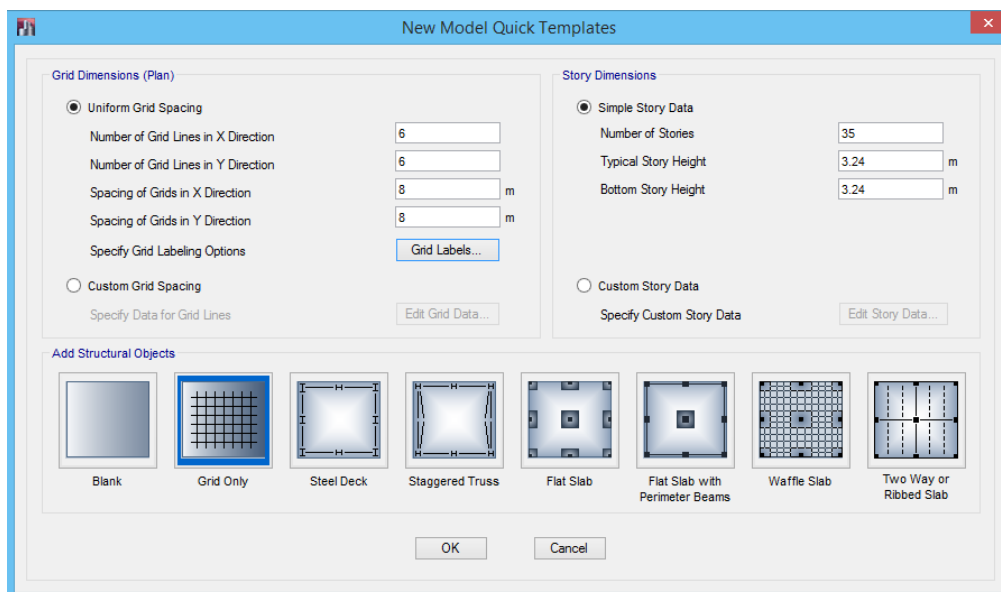 New Model Quick Templates
Grid Dimensions (Plan)
Uniform Grid Spacing
Number of Grid Lines in X Direction 6
Number of Grid Lines in Y Direction 6
Spacing of Grids in X Direction 8 m
Spacing of Grids in Y Direction 8 m
Specify Grid Labeling Options Grid Labels...
Custom Grid Spacing
Specify Data for Grid Lines Edit Grid Data...
Story Dimensions
Simple Story Data
Number of Stories 35
Typical Story Height 3.24 m
Bottom Story Height 3.24 m
Custom Story Data
Specify Custom Story Data Edit Story Data...
Add Structural Objects
Blank
Grid Only
Steel Deck
Staggered Truss
Flat Slab
Flat Slab with
Perimeter Beams
Waffle Slab
Two Way or
Ribbed Slab
OK Cancel